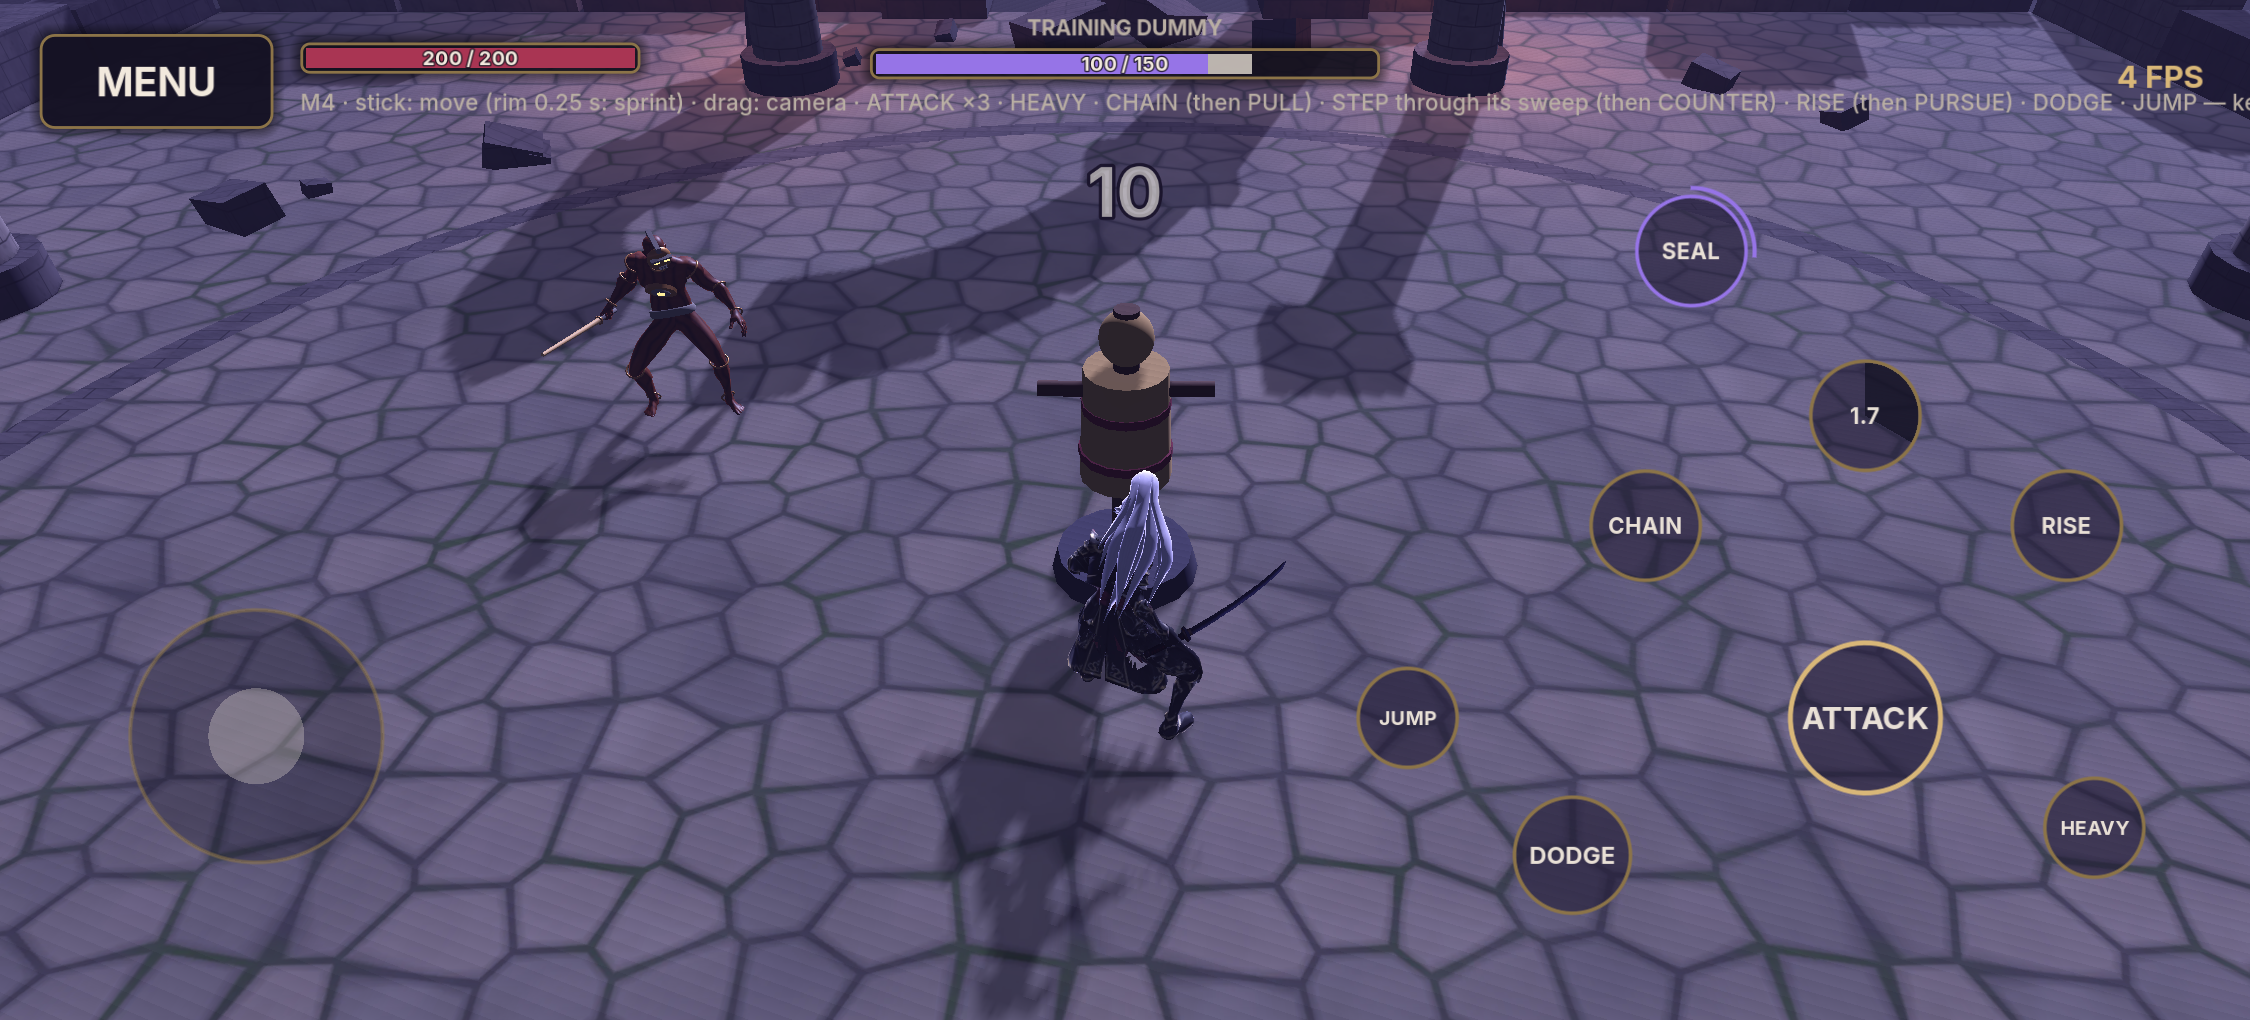 TRAINING DUMMY
MENU
200 / 200
100 / 150
4 FPS
M4 · stick: move (rim 0.25 s: sprint) · drag: camera · ATTACK ×3 · HEAVY · CHAIN (then PULL) · STEP through its sweep (then COUNTER) · RISE (then PURSUE) · DODGE · JUMP — ke
10
SEAL
1.7
CHAIN
RISE
JUMP
ATTACK
HEAVY
DODGE